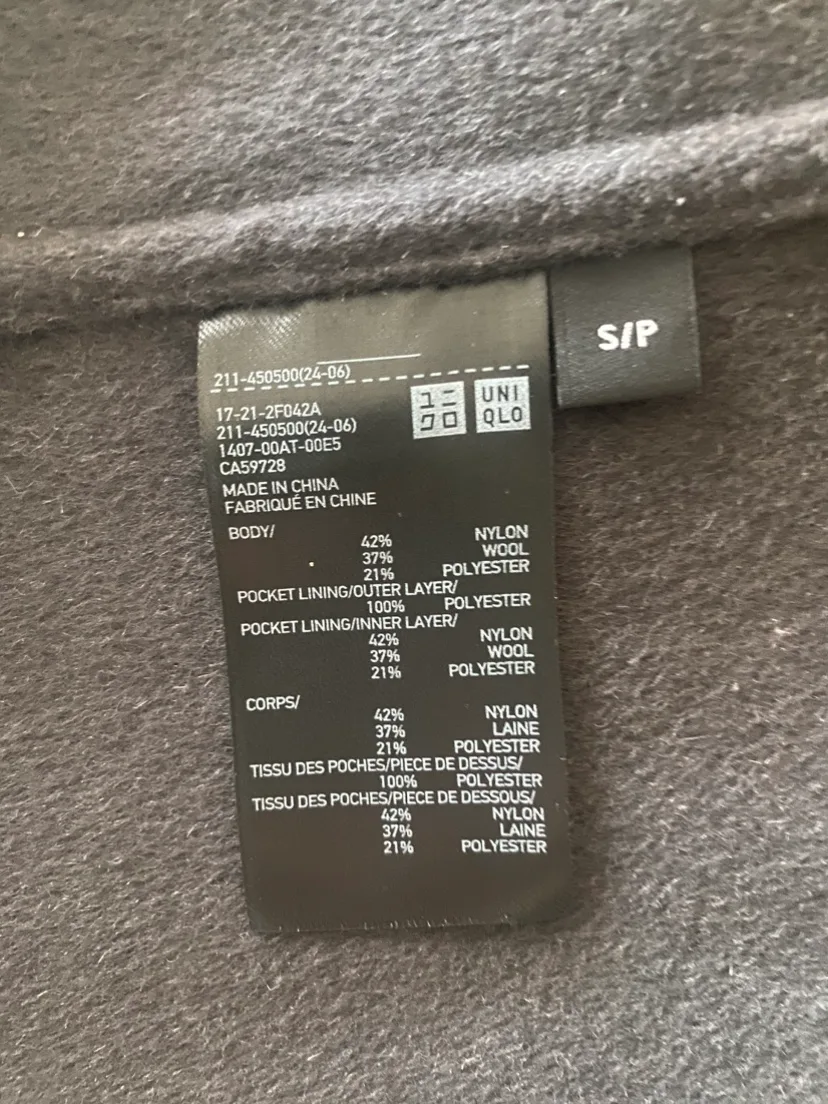 S/P
211-450500(24-06)
ユニ
クロ
UNI
QLO
17-21-2F042A
211-450500(24-06)
1407-00AT-00E5
CA59728
MADE IN CHINA
FABRIQUÉ EN CHINE
BODY/
42% NYLON
37% WOOL
21% POLYESTER
POCKET LINING/OUTER LAYER/
100% POLYESTER
POCKET LINING/INNER LAYER/
42% NYLON
37% WOOL
21% POLYESTER
CORPS/
42% NYLON
37% LAINE
21% POLYESTER
TISSU DES POCHES/PIECE DE DESSUS/
100% POLYESTER
TISSU DES POCHES/PIECE DE DESSOUS/
42% NYLON
37% LAINE
21% POLYESTER